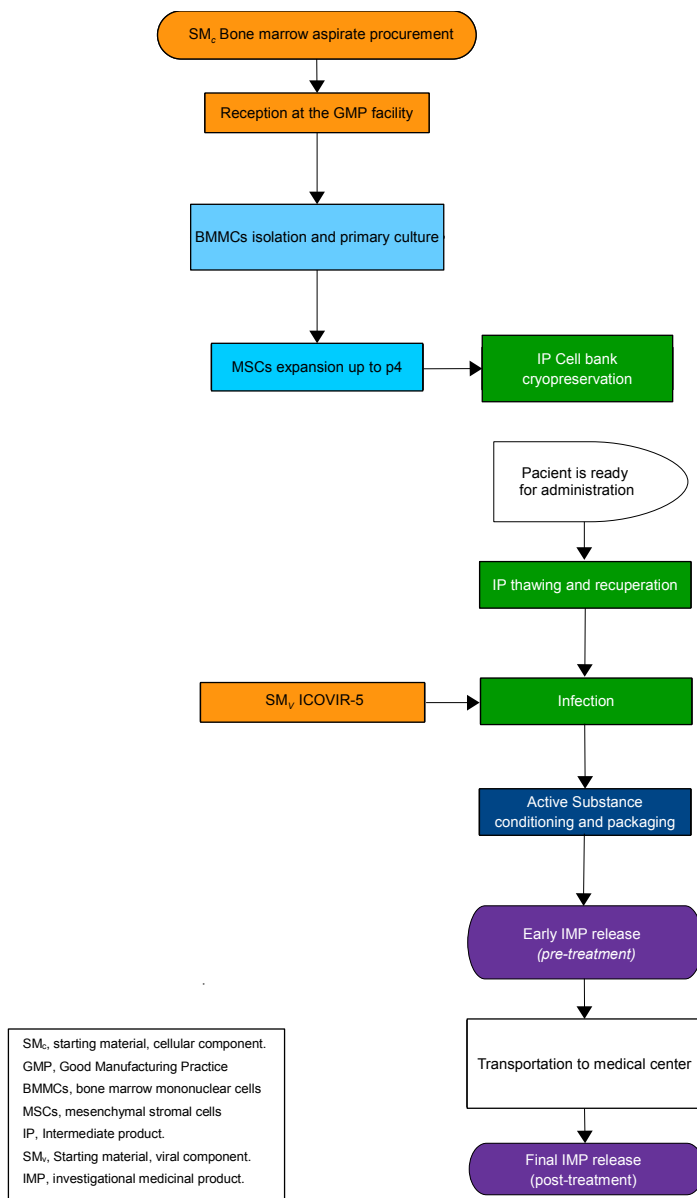 SMc Bone marrow aspirate procurement
Reception at the GMP facility
BMMCs isolation and primary culture
MSCs expansion up to p4
IP Cell bank
cryopreservation
Pacient is ready
for administration
IP thawing and recuperation
SMv ICOVIR-5
Infection
Active Substance
conditioning and packaging
Early IMP release
(pre-treatment)
Transportation to medical center
Final IMP release
(post-treatment)
SMc, starting material, cellular component.
GMP, Good Manufacturing Practice
BMMCs, bone marrow mononuclear cells
MSCs, mesenchymal stromal cells
IP, Intermediate product.
SMv, Starting material, viral component.
IMP, investigational medicinal product.